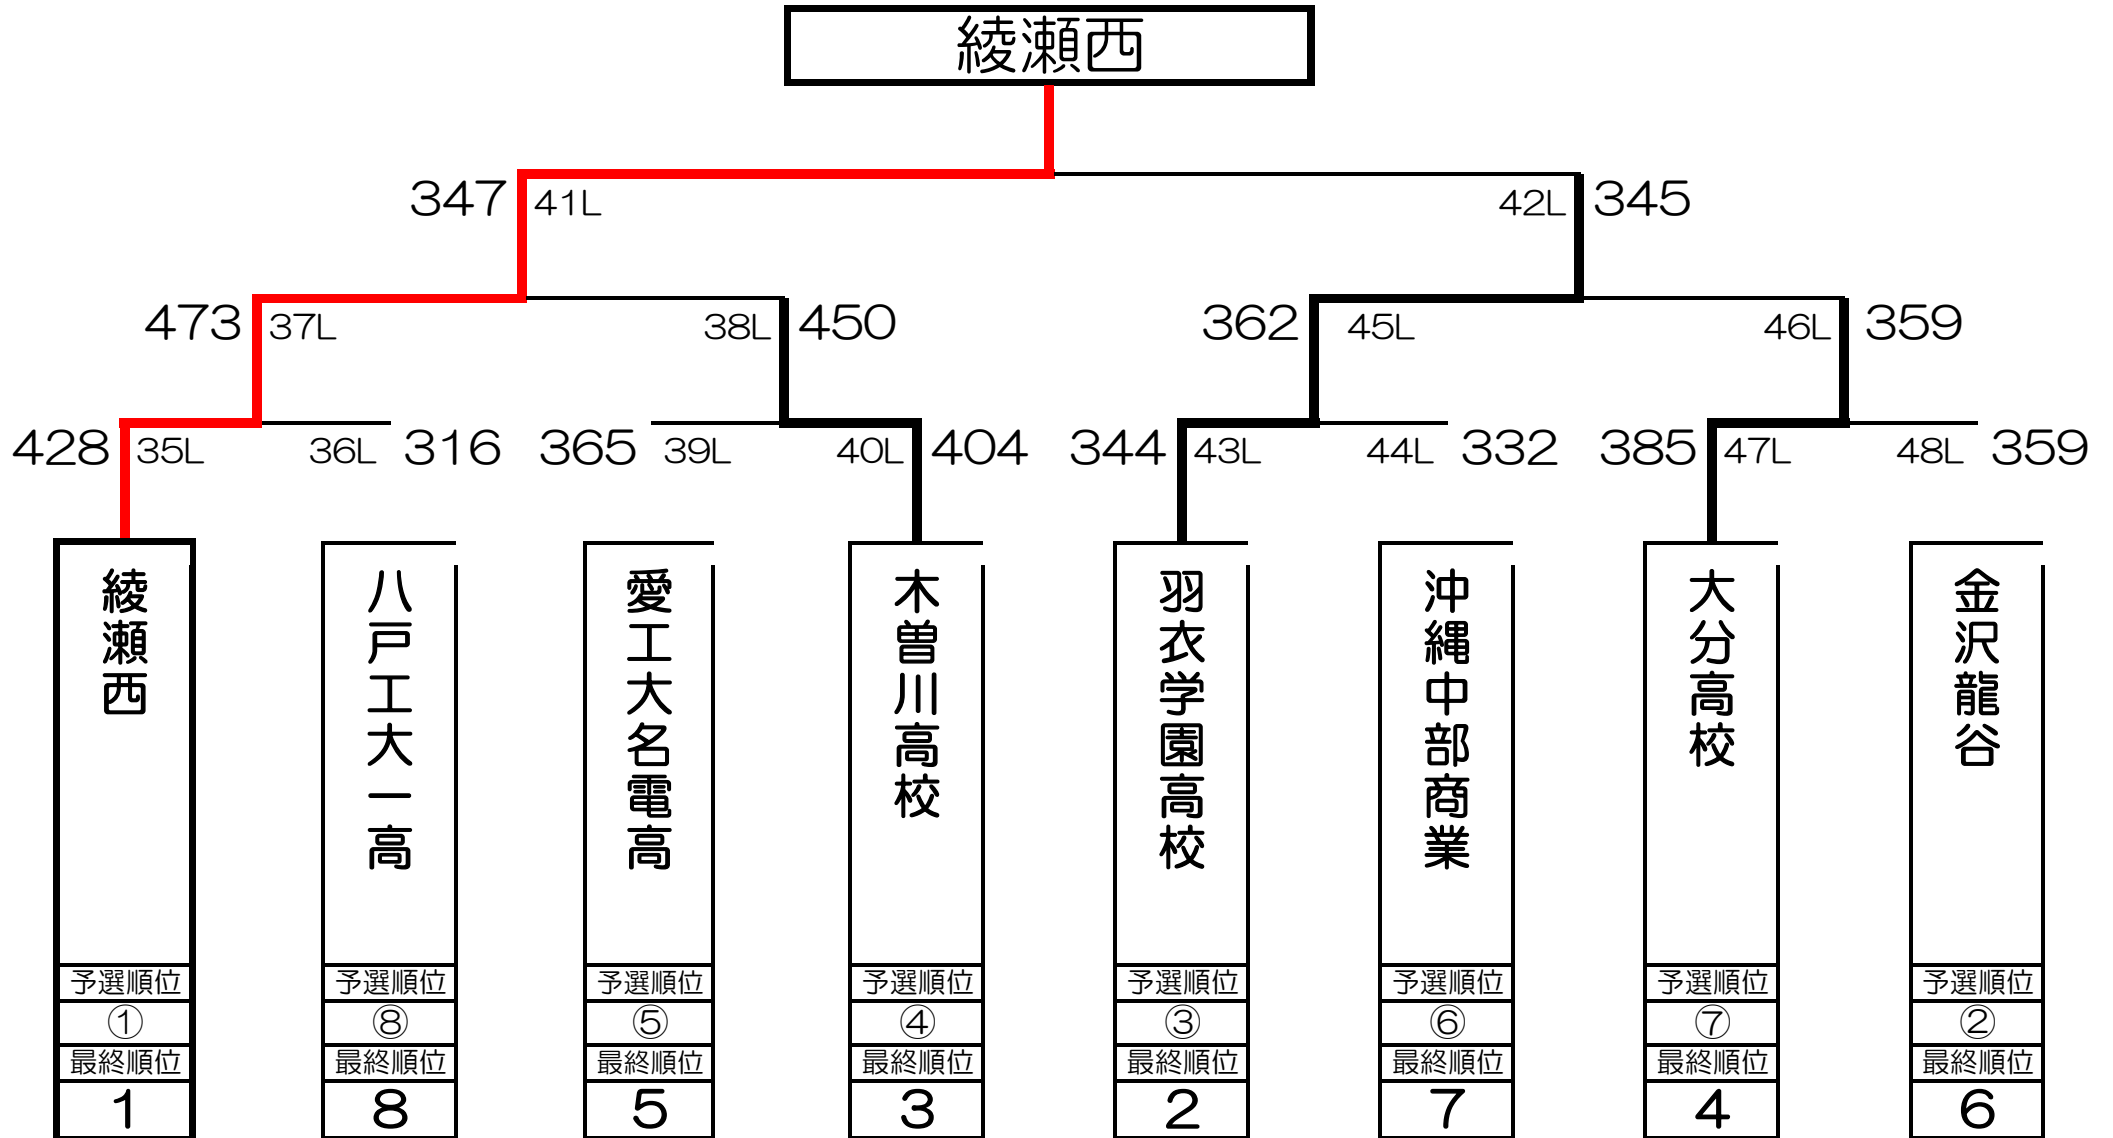 綾瀬西
347 41L 42L 345
473 37L 38L 450 362 45L 46L 359
428 35L 36L 316 365 39L 40L 404 344 43L 44L 332 385 47L 48L 359
綾瀬西
八戸工大一高
愛工大名電高
木曽川高校
羽衣学園高校
沖縄中部商業
大分高校
金沢龍谷
予選順位 予選順位 予選順位 予選順位 予選順位 予選順位 予選順位 予選順位
① ⑧ ⑤ ④ ③ ⑥ ⑦ ②
最終順位 最終順位 最終順位 最終順位 最終順位 最終順位 最終順位 最終順位
1 8 5 3 2 7 4 6